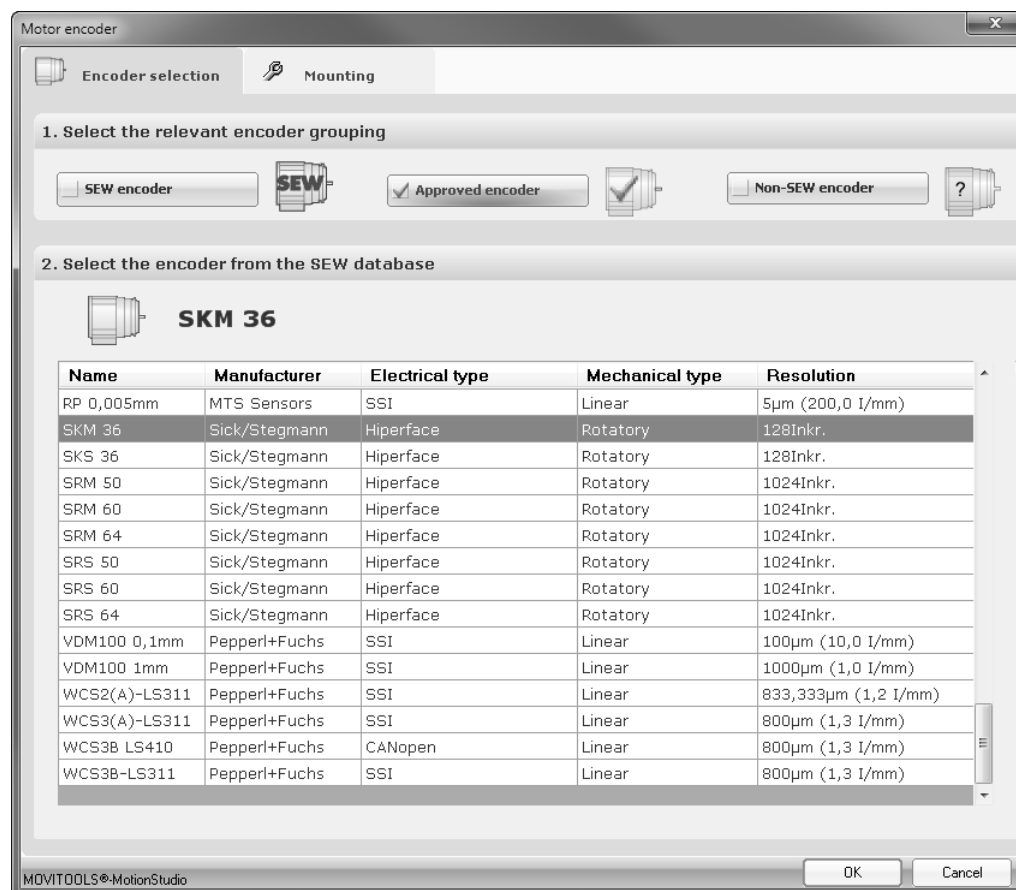 Motor encoder
x
Encoder selection
Mounting
1. Select the relevant encoder grouping
SEW encoder
SEW
Approved encoder
Non-SEW encoder
?
2. Select the encoder from the SEW database
SKM 36
Name Manufacturer Electrical type Mechanical type Resolution
RP 0,005mm MTS Sensors SSI Linear 5µm (200,0 I/mm)
SKM 36 Sick/Stegmann Hiperface Rotatory 128Inkr.
SKS 36 Sick/Stegmann Hiperface Rotatory 128Inkr.
SRM 50 Sick/Stegmann Hiperface Rotatory 1024Inkr.
SRM 60 Sick/Stegmann Hiperface Rotatory 1024Inkr.
SRM 64 Sick/Stegmann Hiperface Rotatory 1024Inkr.
SRS 50 Sick/Stegmann Hiperface Rotatory 1024Inkr.
SRS 60 Sick/Stegmann Hiperface Rotatory 1024Inkr.
SRS 64 Sick/Stegmann Hiperface Rotatory 1024Inkr.
VDM100 0,1mm Pepperl+Fuchs SSI Linear 100µm (10,0 I/mm)
VDM100 1mm Pepperl+Fuchs SSI Linear 1000µm (1,0 I/mm)
WCS2(A)-LS311 Pepperl+Fuchs SSI Linear 833,333µm (1,2 I/mm)
WCS3(A)-LS311 Pepperl+Fuchs SSI Linear 800µm (1,3 I/mm)
WCS3B LS410 Pepperl+Fuchs CANopen Linear 800µm (1,3 I/mm)
WCS3B-LS311 Pepperl+Fuchs SSI Linear 800µm (1,3 I/mm)
MOVITOOLS®-MotionStudio
OK
Cancel